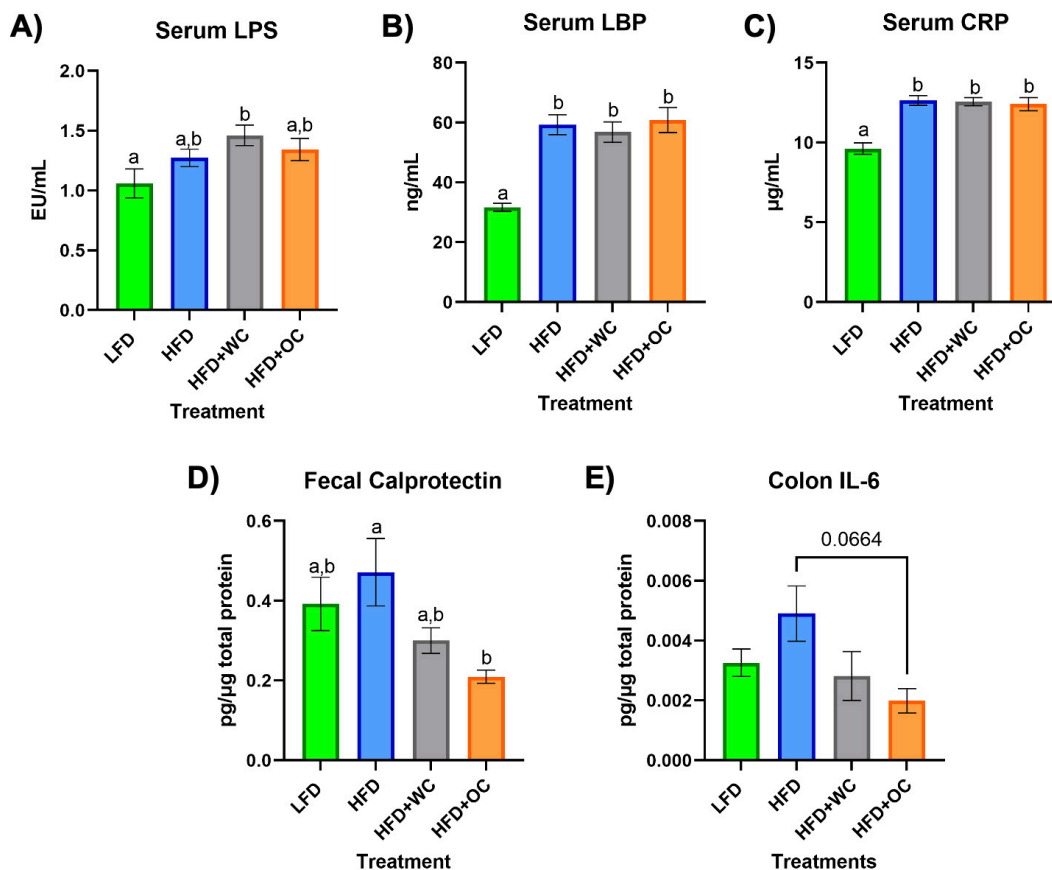 A)
Serum LPS
EU/mL
2.0
1.5
1.0
0.5
0.0
a
a,b
b
a,b
LFD
HFD
HFD+WC
HFD+OC
Treatment
B)
Serum LBP
ng/mL
80
60
40
20
0
a
b
b
b
LFD
HFD
HFD+WC
HFD+OC
Treatment
C)
Serum CRP
µg/mL
15
10
5
0
a
b
b
b
LFD
HFD
HFD+WC
HFD+OC
Treatment
D)
Fecal Calprotectin
pg/µg total protein
0.6
0.4
0.2
0.0
a,b
a
a,b
b
LFD
HFD
HFD+WC
HFD+OC
Treatment
E)
Colon IL-6
pg/µg total protein
0.008
0.006
0.004
0.002
0.000
0.0664
LFD
HFD
HFD+WC
HFD+OC
Treatments